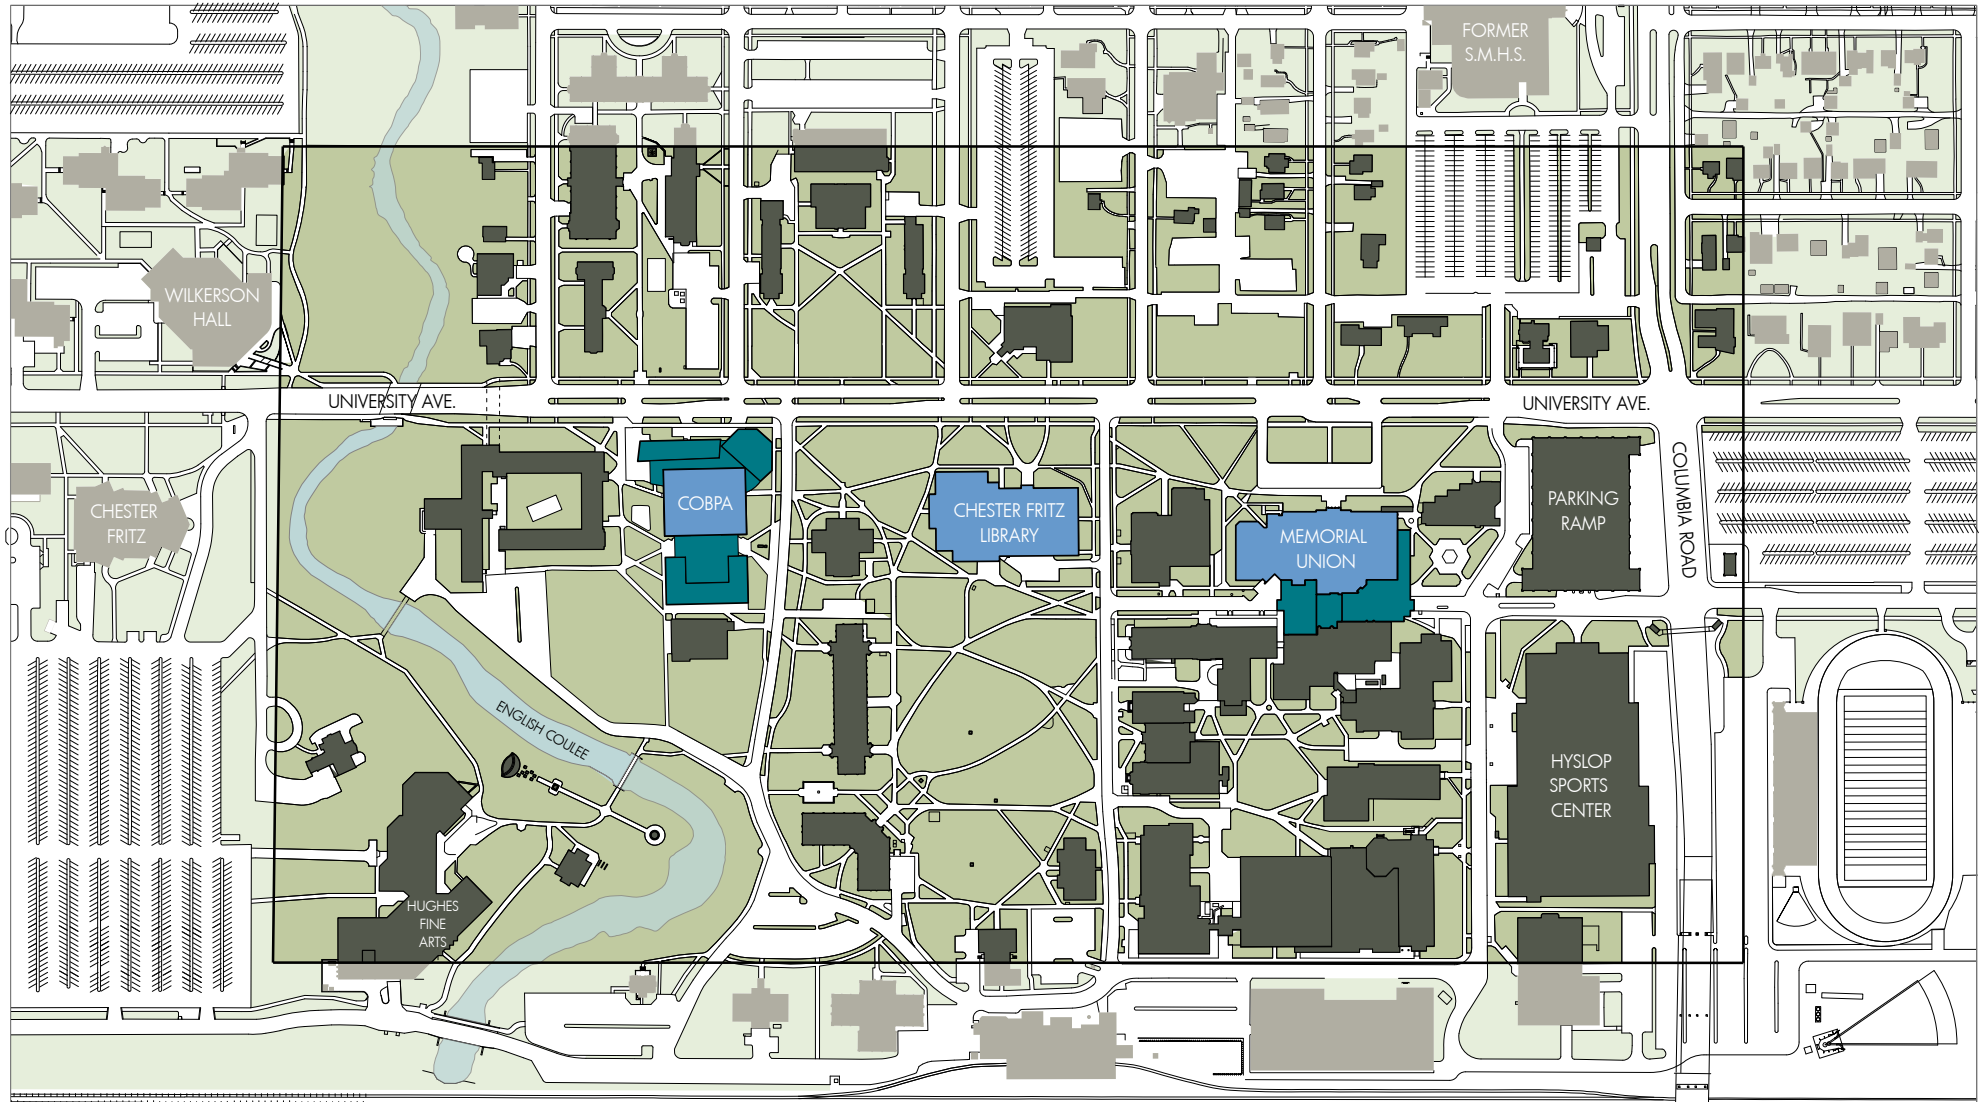 FORMER
S.M.H.S.
WILKERSON
HALL
UNIVERSITY AVE.
UNIVERSITY AVE.
COLUMBIA ROAD
CHESTER
FRITZ
COBPA
CHESTER FRITZ
LIBRARY
MEMORIAL
UNION
PARKING
RAMP
ENGLISH COULEE
HYSLOP
SPORTS
CENTER
HUGHES
FINE
ARTS